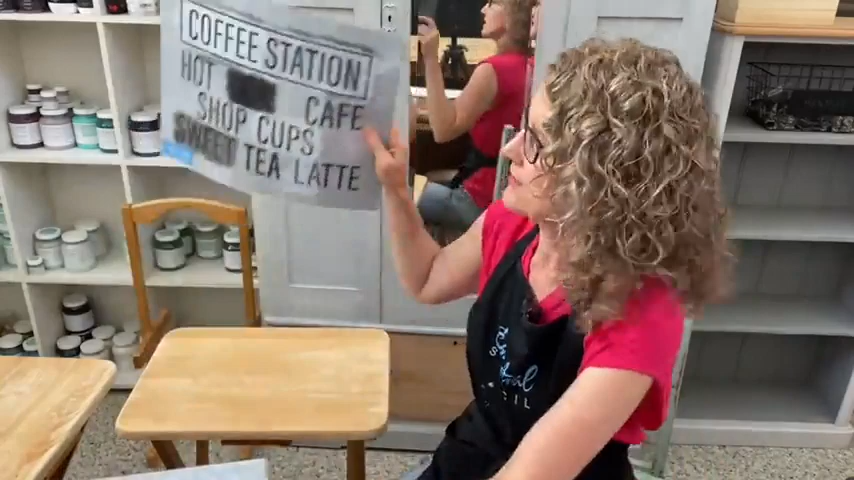 COFFEE STATION
HOT CAFE
SHOP CUPS
SWEET TEA LATTE